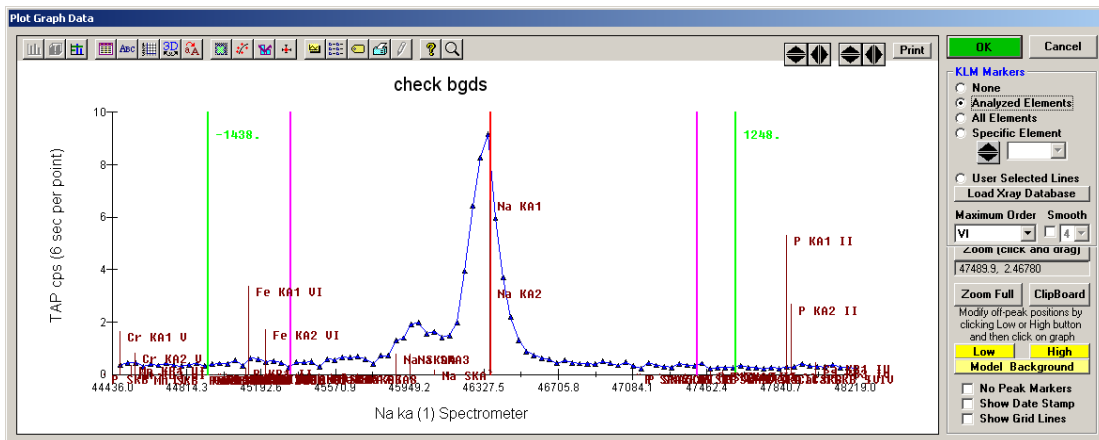 Plot Graph Data
ABC 3D A ? Print
check bgds
-1438.
1248.
10
8
6
4
2
0
TAP cps (6 sec per point)
Na KA1
Na KA2
P KA1 II
P KA2 II
Fe KA1 VI
Fe KA2 VI
Cr KA1 V
Cr KA2 V
Na SKA
44436.0 44814.3 45192.6 45570.9 45949.2 46327.5 46705.8 47084.1 47462.4 47840.7 48219.0
Na ka (1) Spectrometer
OK Cancel
KLM Markers
None
Analyzed Elements
All Elements
Specific Element
User Selected Lines
Load Xray Database
Maximum Order Smooth
VI 4
Zoom (click and drag)
47489.9, 2.46780
Zoom Full ClipBoard
Modify off-peak positions by
clicking Low or High button
and then click on graph
Low High
Model Background
No Peak Markers
Show Date Stamp
Show Grid Lines